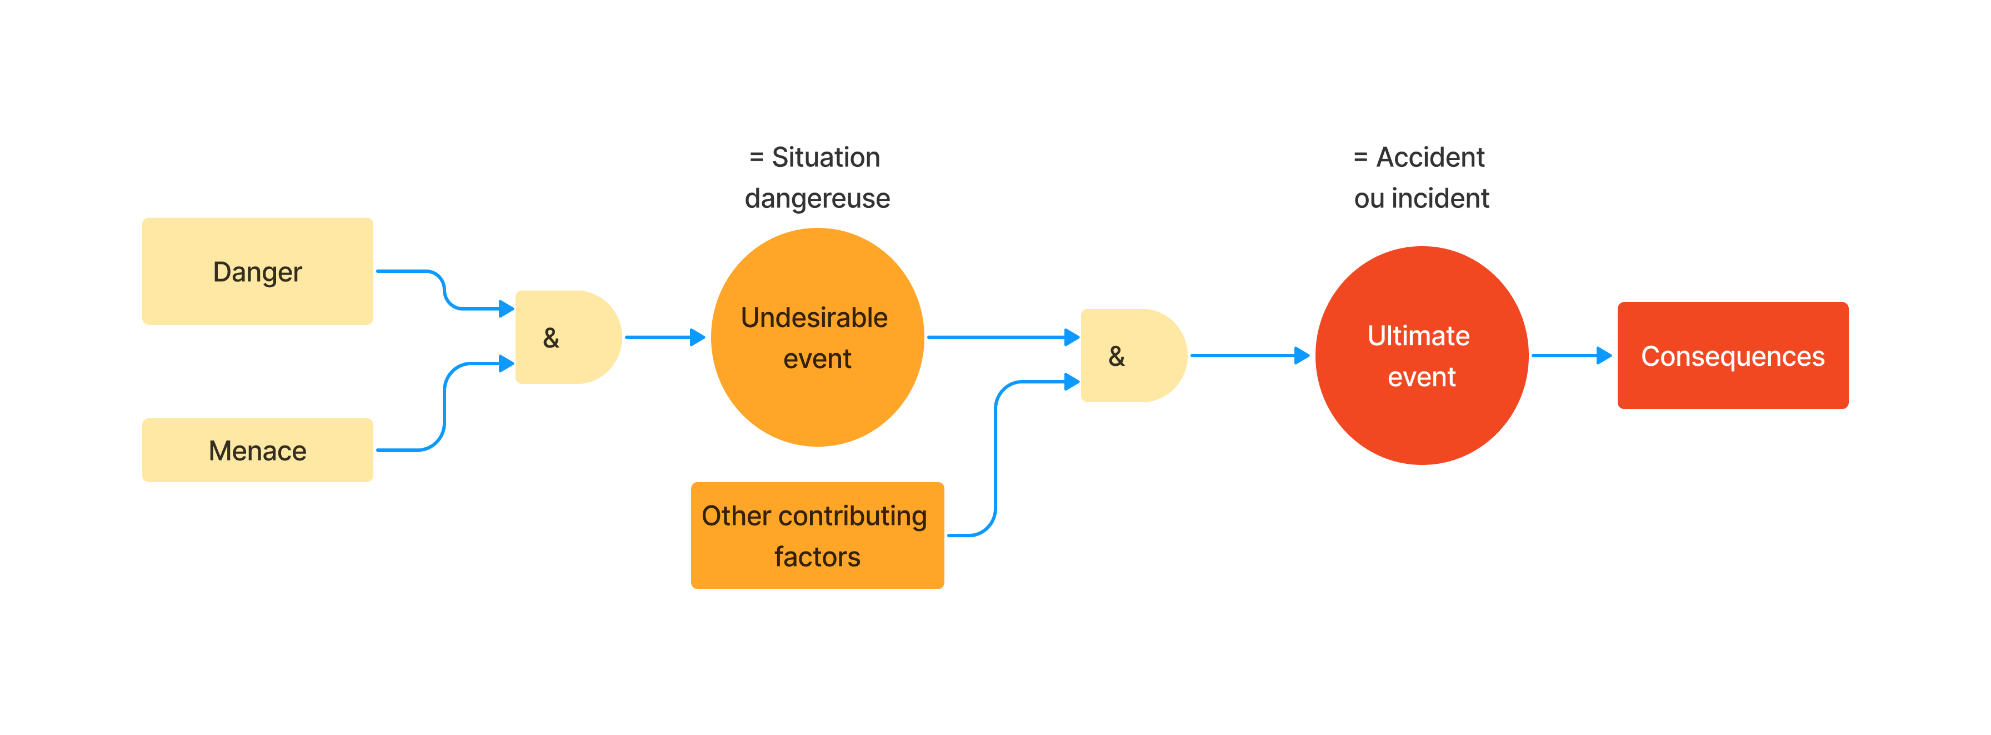 = Situation
dangereuse
= Accident
ou incident
Danger
Menace
&
Undesirable
event
Other contributing
factors
&
Ultimate
event
Consequences